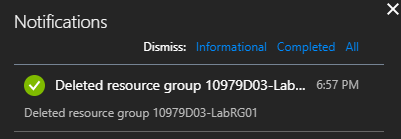 Notifications
Dismiss: Informational Completed All
Deleted resource group 10979D03-Lab... 6:57 PM
Deleted resource group 10979D03-LabRG01